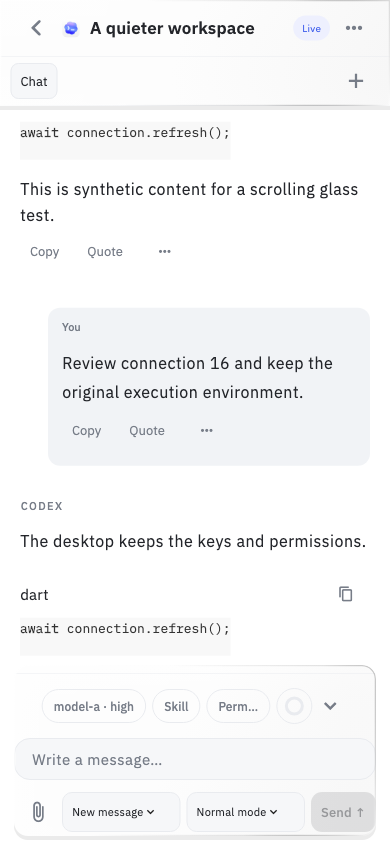 A quieter workspace
Live
Chat
await connection.refresh();
This is synthetic content for a scrolling glass
test.
Copy Quote
You
Review connection 16 and keep the
original execution environment.
Copy Quote
CODEX
The desktop keeps the keys and permissions.
dart
await connection.refresh();
model-a · high Skill Perm...
Write a message...
New message Normal mode Send ↑